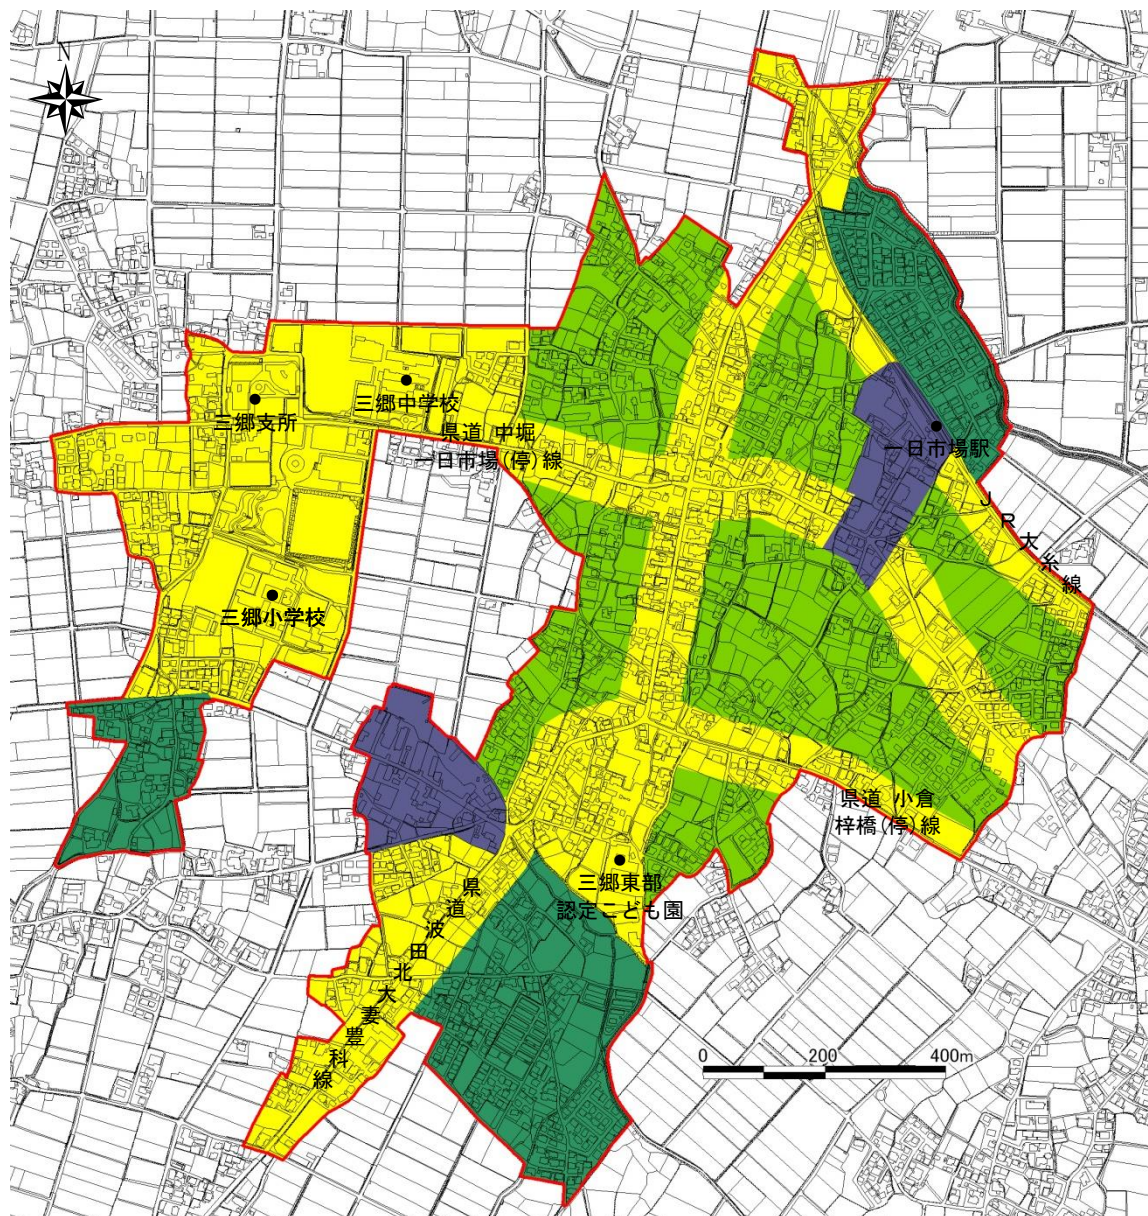 N
三郷支所
三郷中学校
県道 中堀
一日市場(停)線
一日市場駅
JR大糸線
三郷小学校
県道 小倉
梓橋(停)線
三郷東部
認定こども園
県道波田北大妻豊科線
0 200 400m